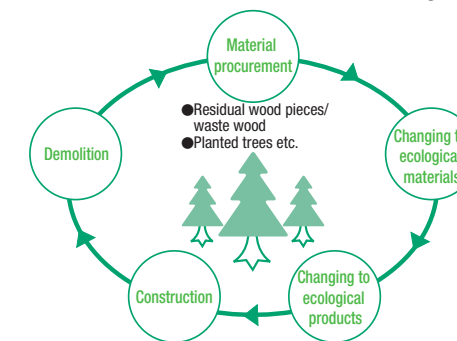 Material
procurement
●Residual wood pieces/
waste wood
●Planted trees etc.
Demolition
Changing
materials
Construction
Changing to
ecological
products